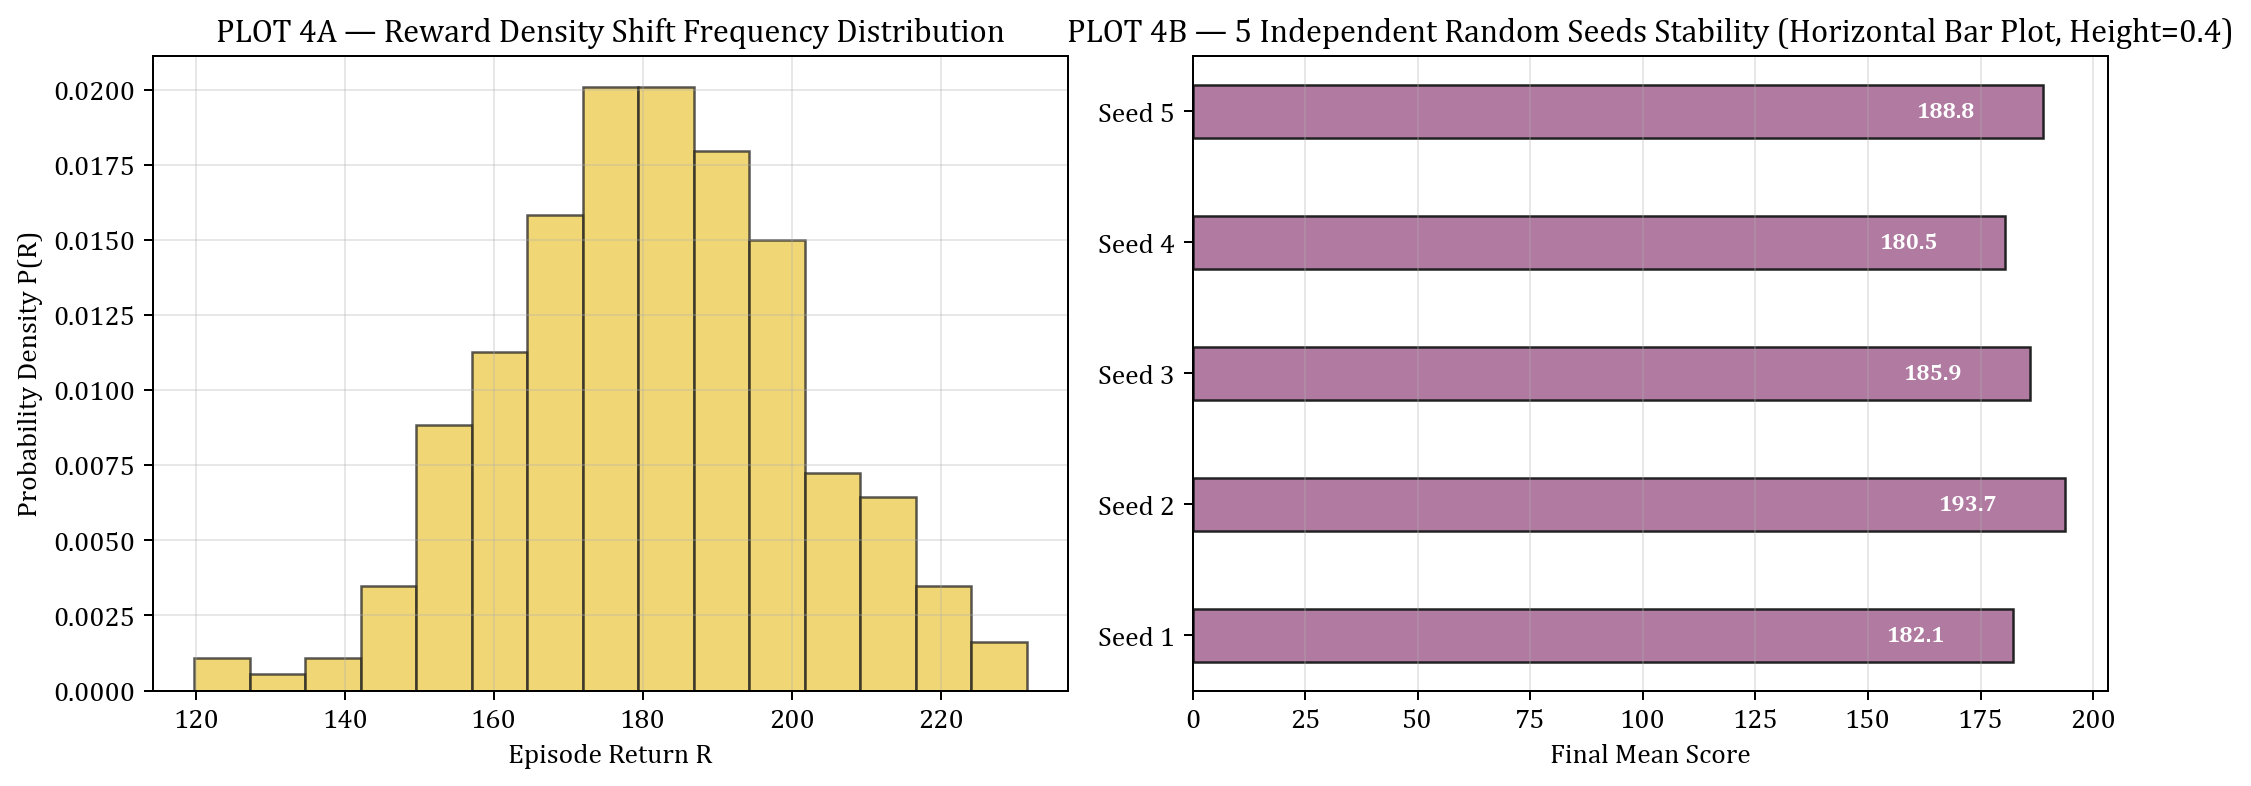 PLOT 4A — Reward Density Shift Frequency Distribution
Probability Density P(R)
0.0200
0.0175
0.0150
0.0125
0.0100
0.0075
0.0050
0.0025
0.0000
120 140 160 180 200 220
Episode Return R
PLOT 4B — 5 Independent Random Seeds Stability (Horizontal Bar Plot, Height=0.4)
Seed 5 188.8
Seed 4 180.5
Seed 3 185.9
Seed 2 193.7
Seed 1 182.1
0 25 50 75 100 125 150 175 200
Final Mean Score